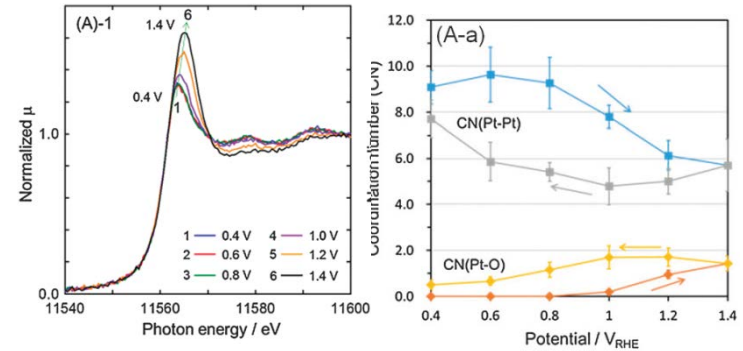 (A)-1
6
1.4 V
0.4 V
1
1.0
0.0
Normalized μ
1 0.4 V 4 1.0 V
2 0.6 V 5 1.2 V
3 0.8 V 6 1.4 V
11540 11560 11580 11600
Photon energy / eV
(A-a)
12.0
10.0
8.0
6.0
4.0
2.0
0.0
Coordination Number (CN)
CN(Pt-Pt)
CN(Pt-O)
0.4 0.6 0.8 1 1.2 1.4
Potential / VRHE